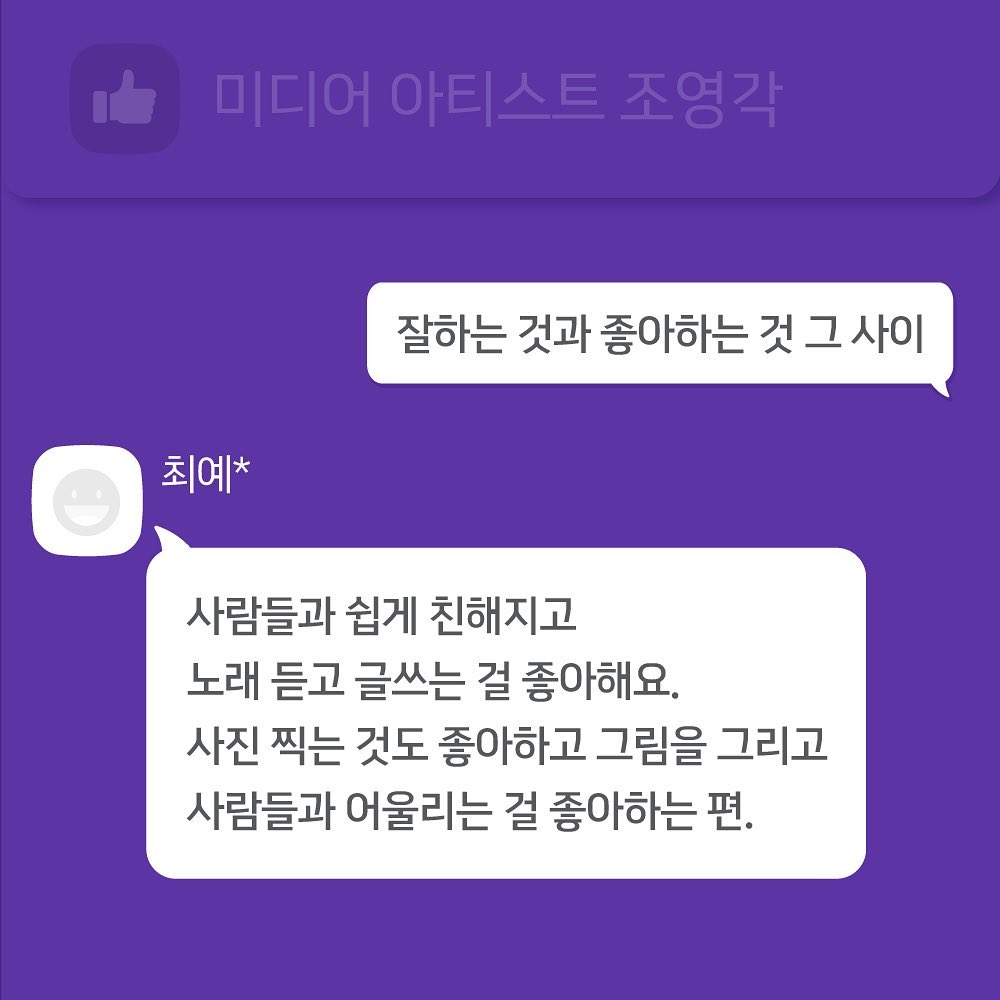 미디어 아티스트 조영각
잘하는 것과 좋아하는 것 그 사이
최예*
사람들과 쉽게 친해지고
노래 듣고 글쓰는 걸 좋아해요.
사진 찍는 것도 좋아하고 그림을 그리고
사람들과 어울리는 걸 좋아하는 편.